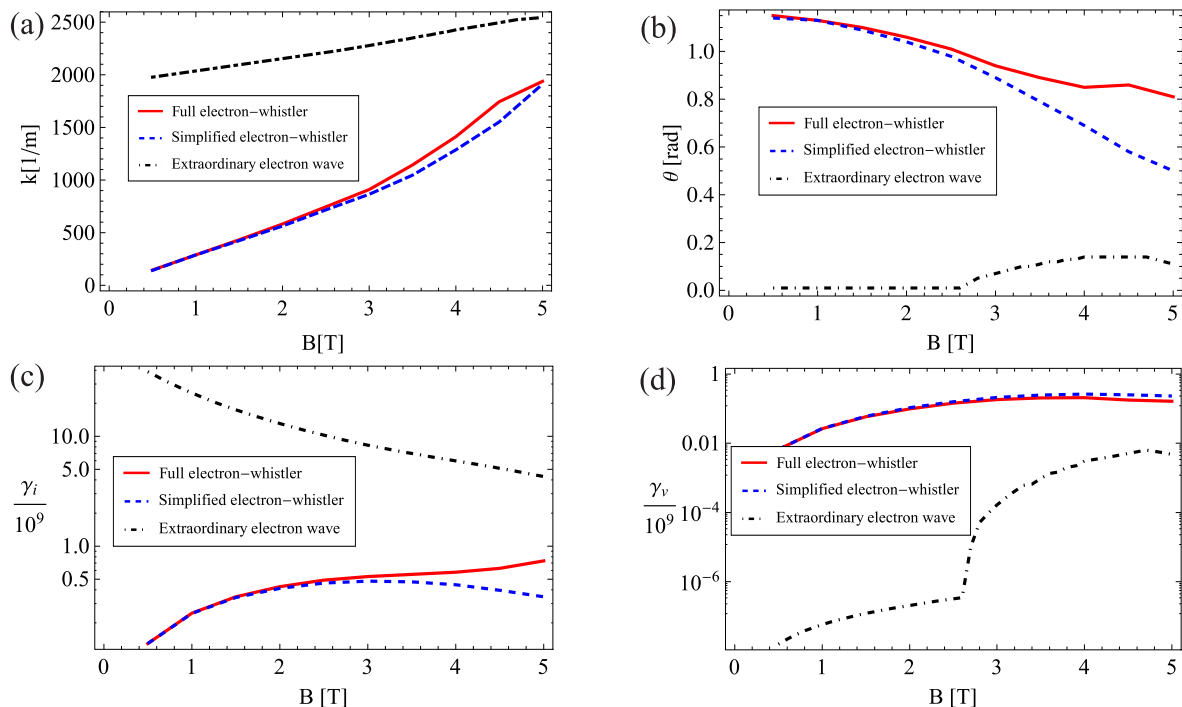 (a)
2500
2000
1500
1000
500
0
k[1/m]
Full electron−whistler
Simplified electron−whistler
Extraordinary electron wave
0 1 2 3 4 5
B[T]
(b)
1.0
0.8
0.6
0.4
0.2
0.0
θ [rad]
Full electron−whistler
Simplified electron−whistler
Extraordinary electron wave
0 1 2 3 4 5
B [T]
(c)
10.0
5.0
1.0
0.5
γi
10^9
Full electron−whistler
Simplified electron−whistler
Extraordinary electron wave
0 1 2 3 4 5
B [T]
(d)
1
0.01
10^−4
10^−6
γv
10^9
Full electron−whistler
Simplified electron−whistler
Extraordinary electron wave
0 1 2 3 4 5
B [T]